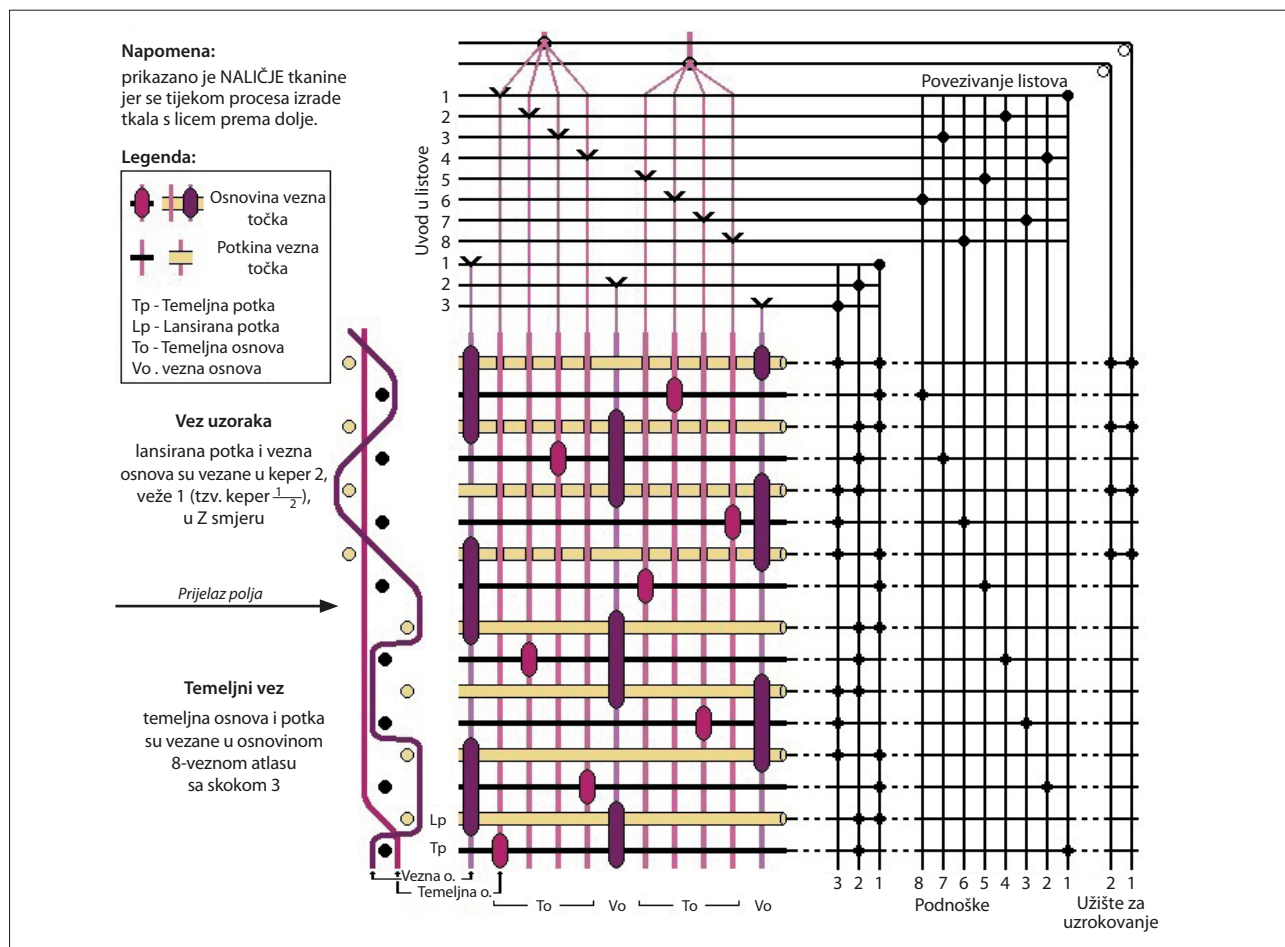 Napomena:
prikazano je NALIČJE tkanine
jer se tijekom procesa izrade
tkala s licem prema dolje.
Legenda:
Osnovina vezna
točka
Potkina vezna
točka
Tp - Temeljna potka
Lp - Lansirana potka
To - Temeljna osnova
Vo . vezna osnova
Vez uzoraka
lansirana potka i vezna
osnova su vezane u keper 2,
veže 1 (tzv. keper 1/2),
u Z smjeru
Prijelaz polja
Temeljni vez
temeljna osnova i potka
su vezane u osnovinom
8-veznom atlasu
sa skokom 3
Povezivanje listova
Uvod u listove
1
2
3
4
5
6
7
8
1
2
3
Lp
Tp
Vezna o.
Temeljna o.
To Vo To Vo
3 2 1 8 7 6 5 4 3 2 1 2 1
Podnoške
Užište za
uzrokovanje